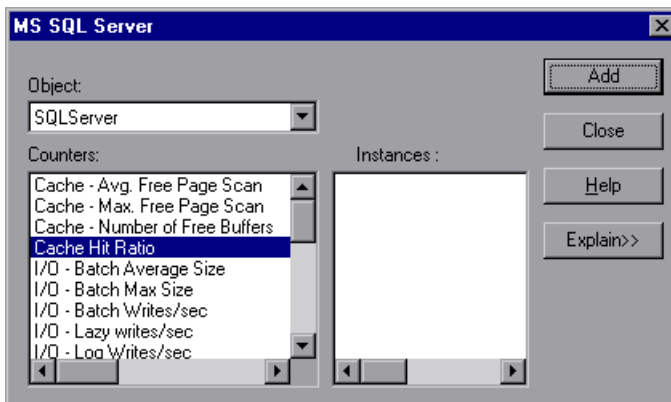 MS SQL Server
Object:
SQLServer
Counters:
Cache - Avg. Free Page Scan
Cache - Max. Free Page Scan
Cache - Number of Free Buffers
Cache Hit Ratio
I/O - Batch Average Size
I/O - Batch Max Size
I/O - Batch Writes/sec
I/O - Lazy writes/sec
I/O - Log Writes/sec
Instances :
Add
Close
Help
Explain>>